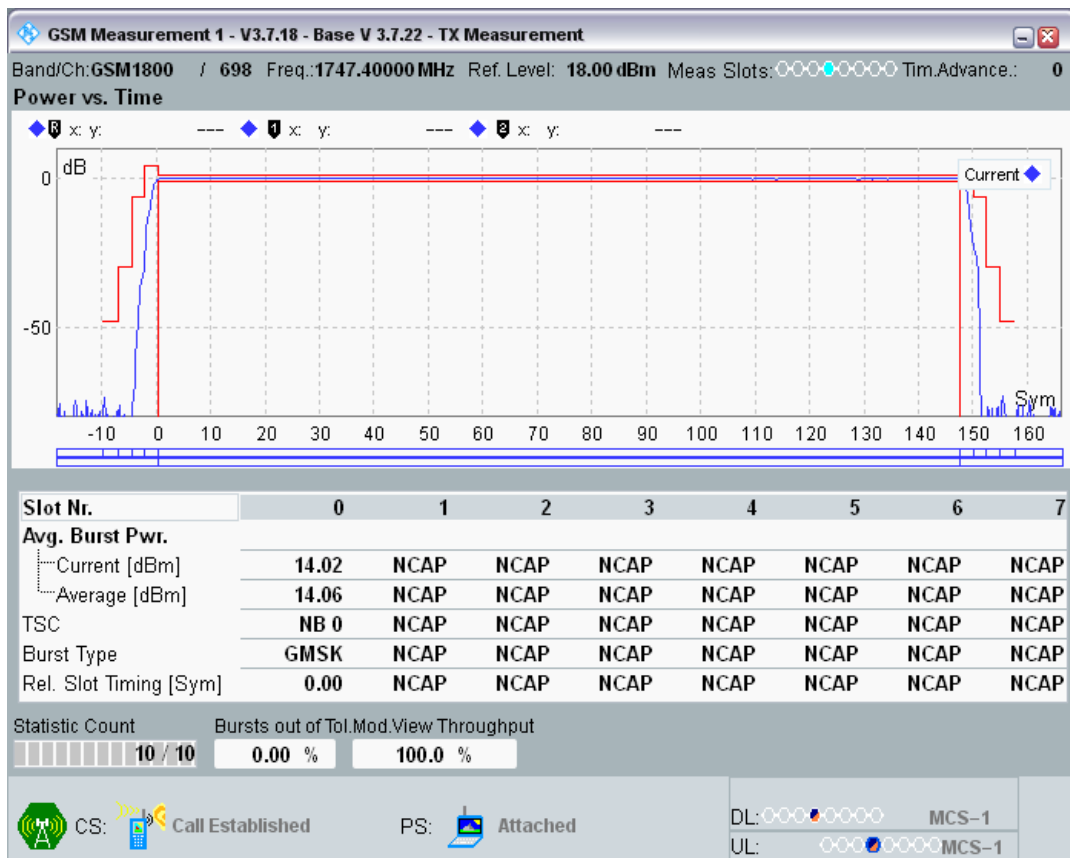 GSM Measurement 1 - V3.7.18 - Base V 3.7.22 - TX Measurement
Band/Ch:GSM1800 / 698 Freq.:1747.40000 MHz Ref. Level: 18.00 dBm Meas Slots: Tim.Advance.: 0
Power vs. Time
R x: y: --- 1 x: y: --- 2 x: y: ---
dB
Current
0
-50
Sym
-10 0 10 20 30 40 50 60 70 80 90 100 110 120 130 140 150 160
Slot Nr. 0 1 2 3 4 5 6 7
Avg. Burst Pwr.
Current [dBm] 14.02 NCAP NCAP NCAP NCAP NCAP NCAP NCAP
Average [dBm] 14.06 NCAP NCAP NCAP NCAP NCAP NCAP NCAP
TSC NB 0 NCAP NCAP NCAP NCAP NCAP NCAP NCAP
Burst Type GMSK NCAP NCAP NCAP NCAP NCAP NCAP NCAP
Rel. Slot Timing [Sym] 0.00 NCAP NCAP NCAP NCAP NCAP NCAP NCAP
Statistic Count Bursts out of Tol. Mod.View Throughput
10 / 10 0.00 % 100.0 %
CS: Call Established PS: Attached
DL: MCS-1
UL: MCS-1